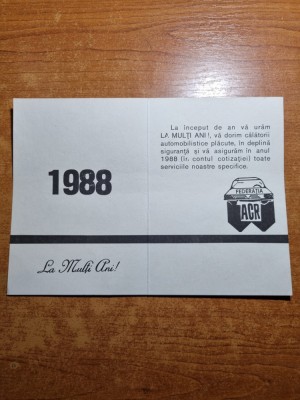 1988
La Mulți Ani!
La început de an vă urăm
LA MULȚI ANI!, vă dorim călătorii
automobilistice plăcute, în deplină
siguranță și vă asigurăm în anul
1988 (în contul cotizației) toate
serviciile noastre specifice.
FEDERAȚIA
ACR